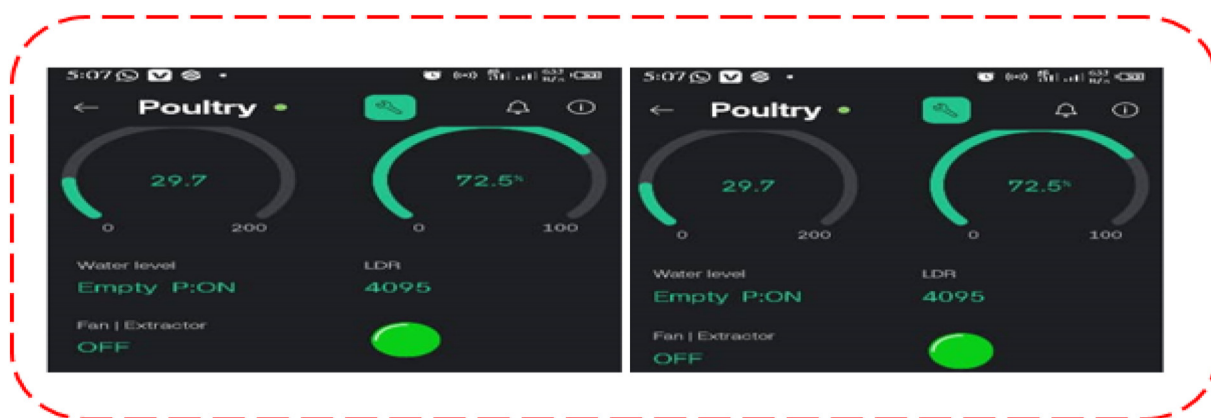 5:07
Poultry
29.7
72.5%
0 200
0 100
Water level LDR
Empty P:ON 4095
Fan | Extractor
OFF
5:07
Poultry
29.7
72.5%
0 200
0 100
Water level LDR
Empty P:ON 4095
Fan | Extractor
OFF